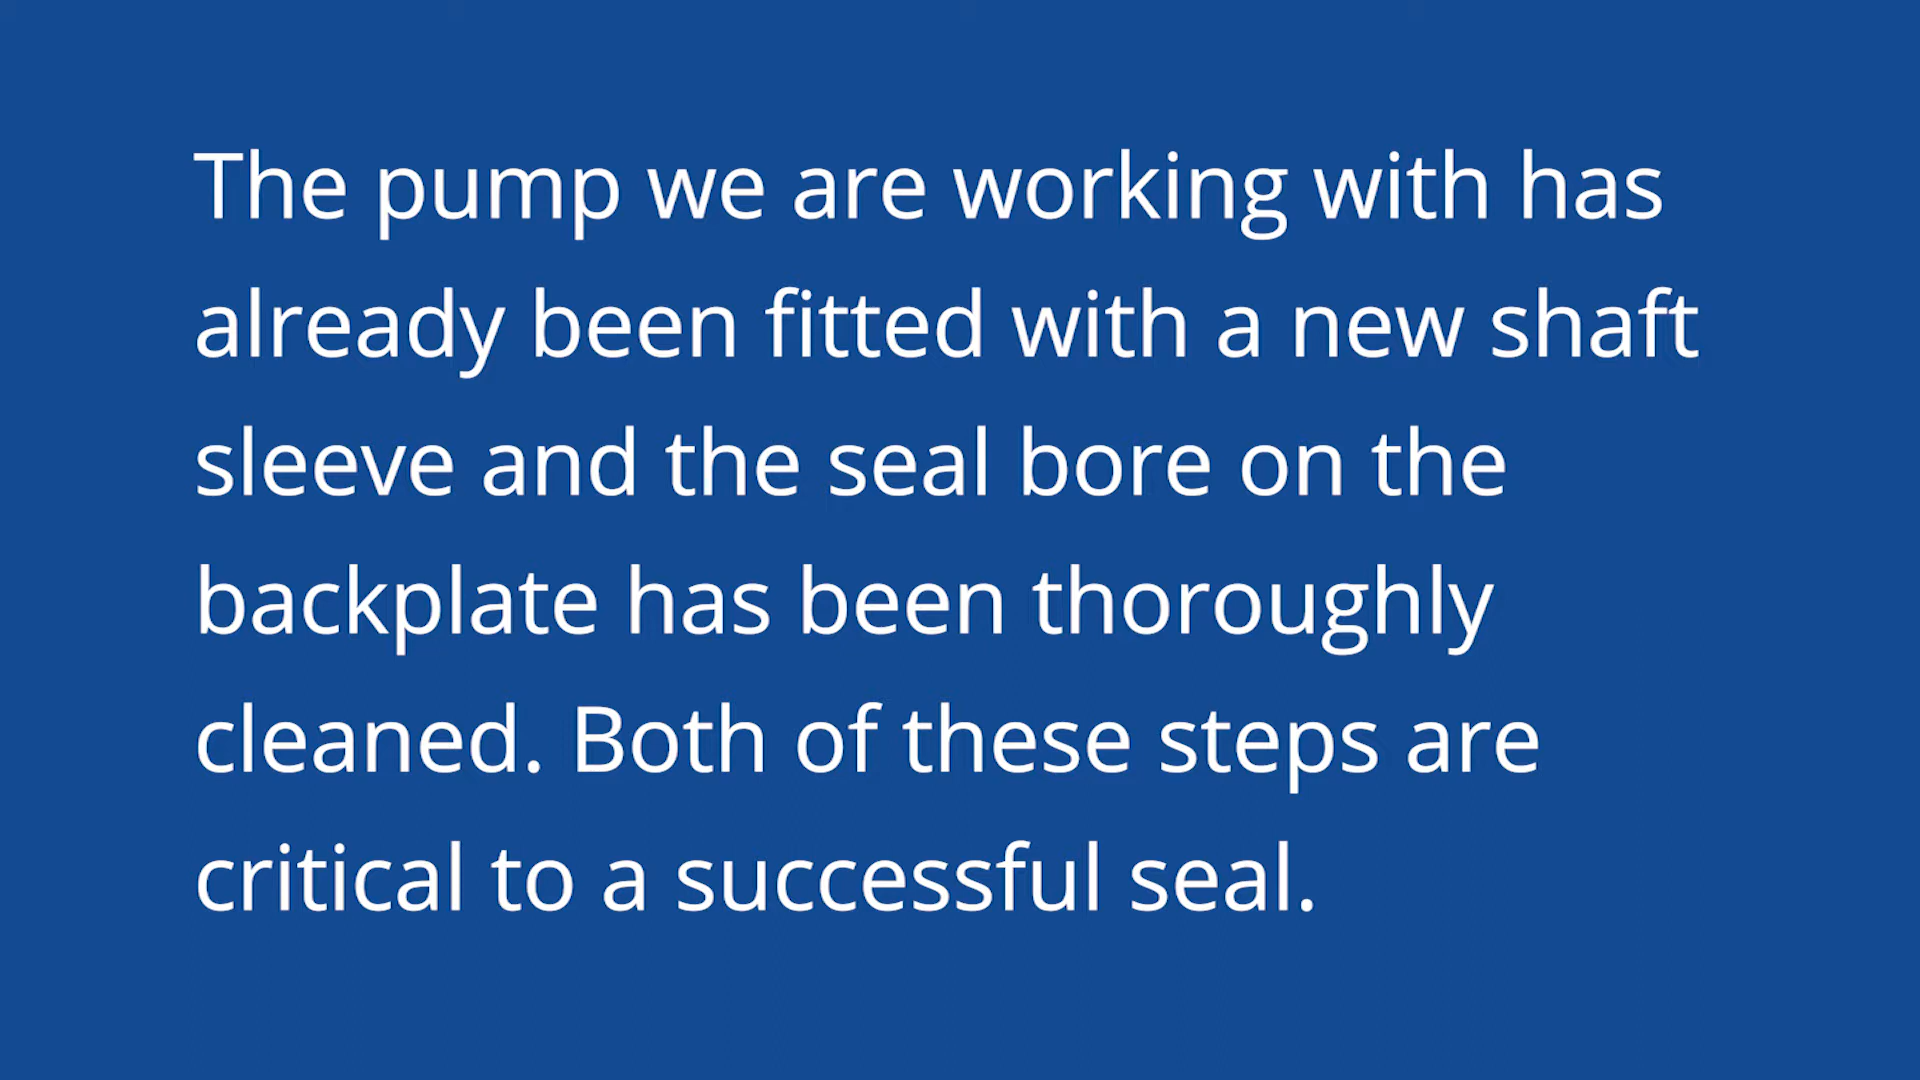 The pump we are working with has
already been fitted with a new shaft
sleeve and the seal bore on the
backplate has been thoroughly
cleaned. Both of these steps are
critical to a successful seal.